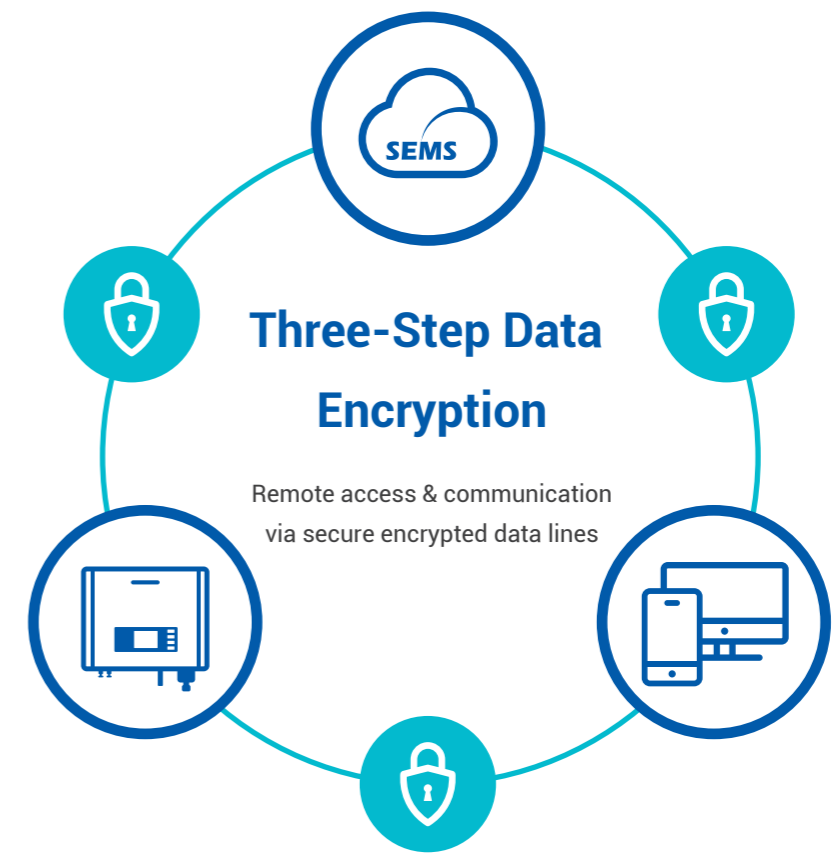 SEMS
Three-Step Data
Encryption
Remote access & communication
via secure encrypted data lines